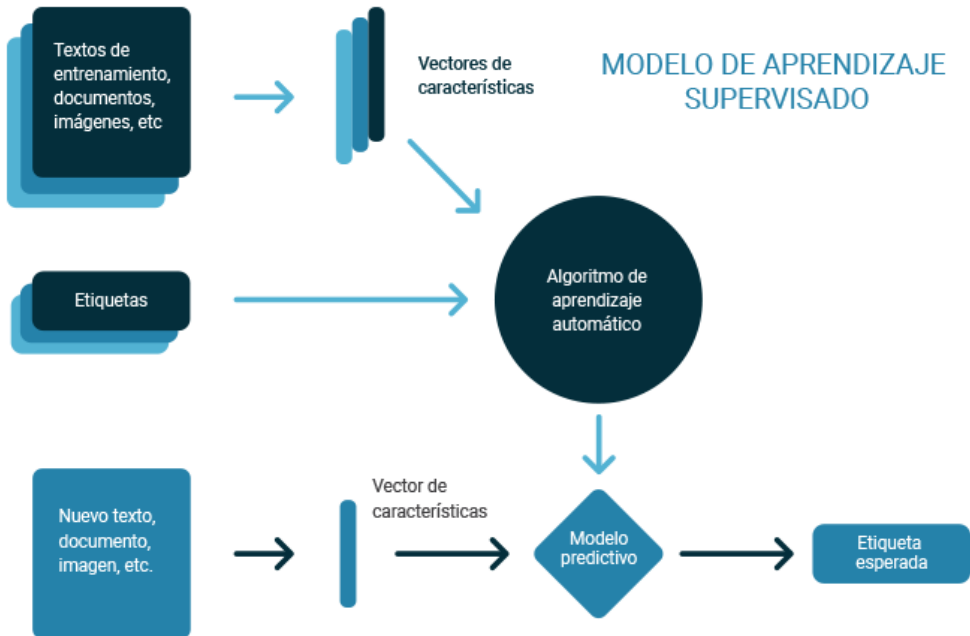 Textos de
entrenamiento,
documentos,
imágenes, etc
Vectores de
características
MODELO DE APRENDIZAJE
SUPERVISADO
Etiquetas
Algoritmo de
aprendizaje
automático
Nuevo texto,
documento,
imagen, etc.
Vector de
características
Modelo
predictivo
Etiqueta
esperada